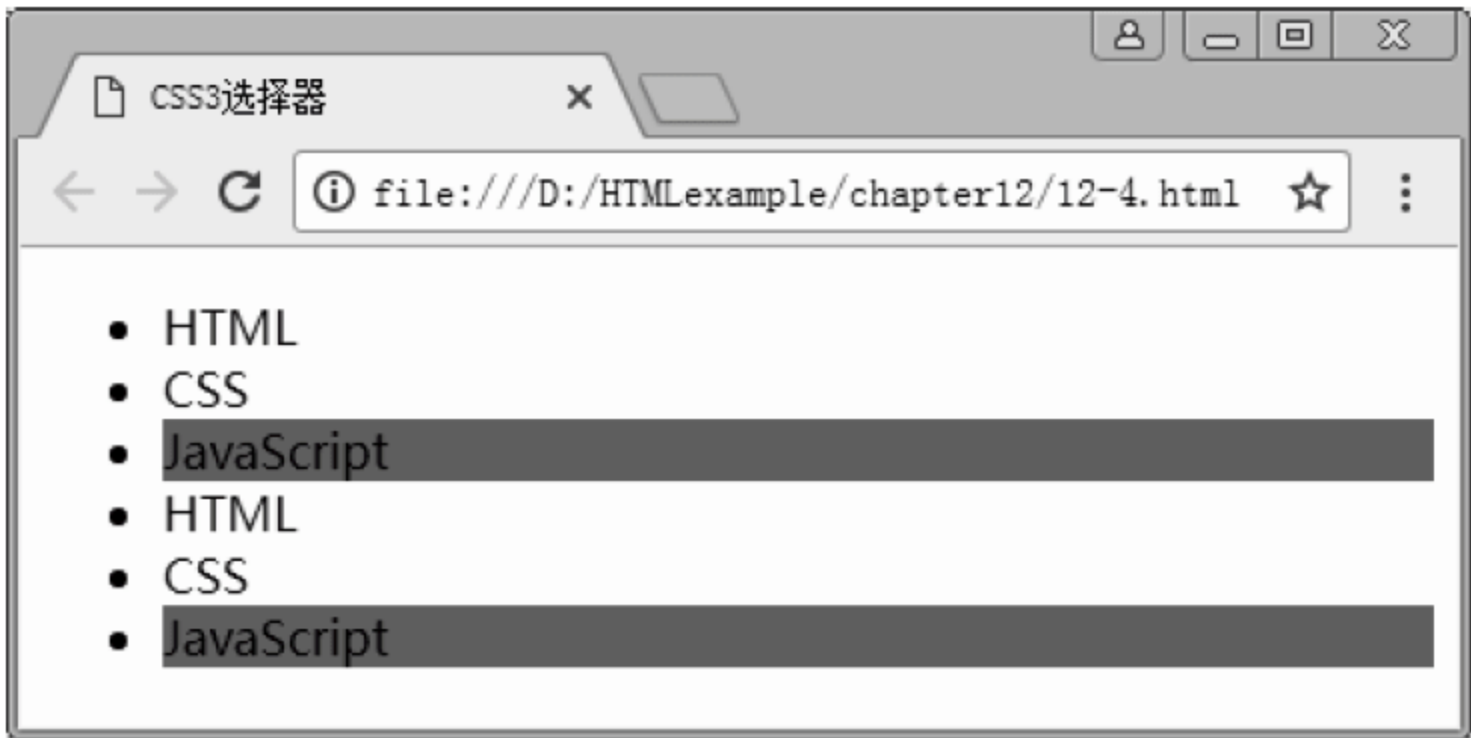 CSS3选择器
file:///D:/HTMLexample/chapter12/12-4.html
HTML
CSS
JavaScript
HTML
CSS
JavaScript